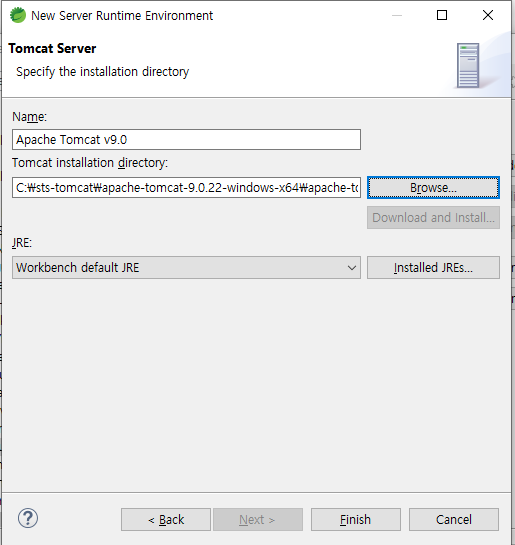 New Server Runtime Environment
Tomcat Server
Specify the installation directory
Name:
Apache Tomcat v9.0
Tomcat installation directory:
C:₩sts-tomcat₩apache-tomcat-9.0.22-windows-x64₩apache-to
Browse...
Download and Install...
JRE:
Workbench default JRE
Installed JREs...
?
< Back
Next >
Finish
Cancel